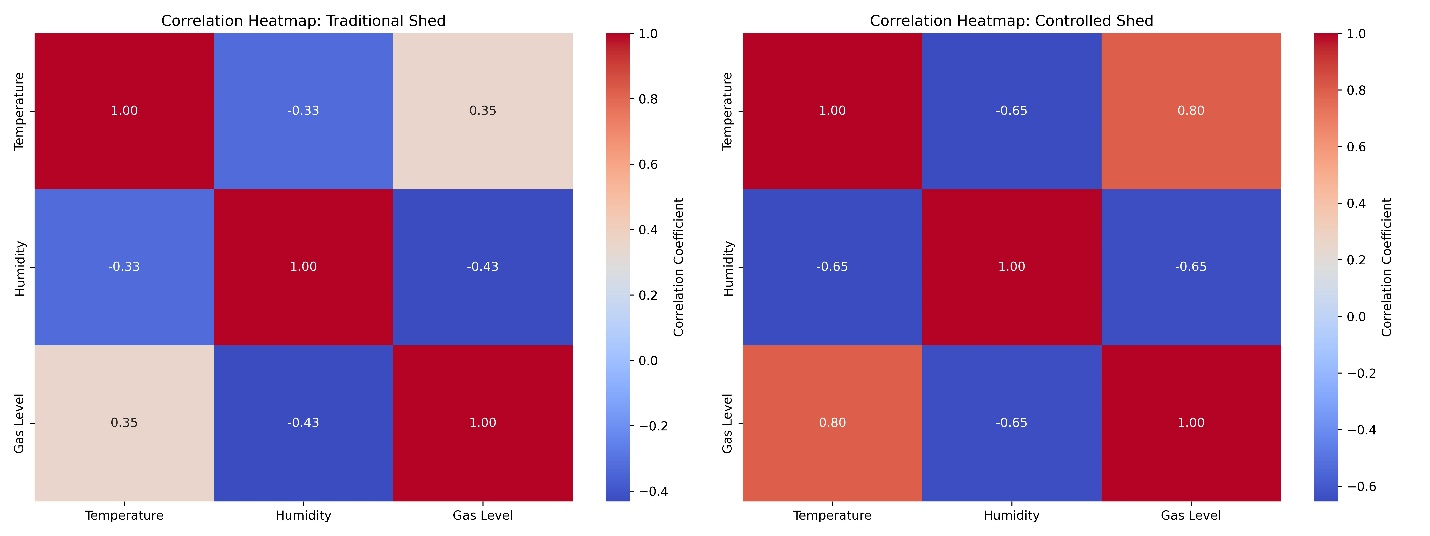 Correlation Heatmap: Traditional Shed
Temperature
Humidity
Gas Level
1.00
-0.33
0.35
-0.33
1.00
-0.43
0.35
-0.43
1.00
Temperature
Humidity
Gas Level
1.0
0.8
0.6
0.4
0.2
0.0
−0.2
−0.4
Correlation Coefficient
Correlation Heatmap: Controlled Shed
Temperature
Humidity
Gas Level
1.00
-0.65
0.80
-0.65
1.00
-0.65
0.80
-0.65
1.00
Temperature
Humidity
Gas Level
1.0
0.8
0.6
0.4
0.2
0.0
−0.2
−0.4
−0.6
Correlation Coefficient